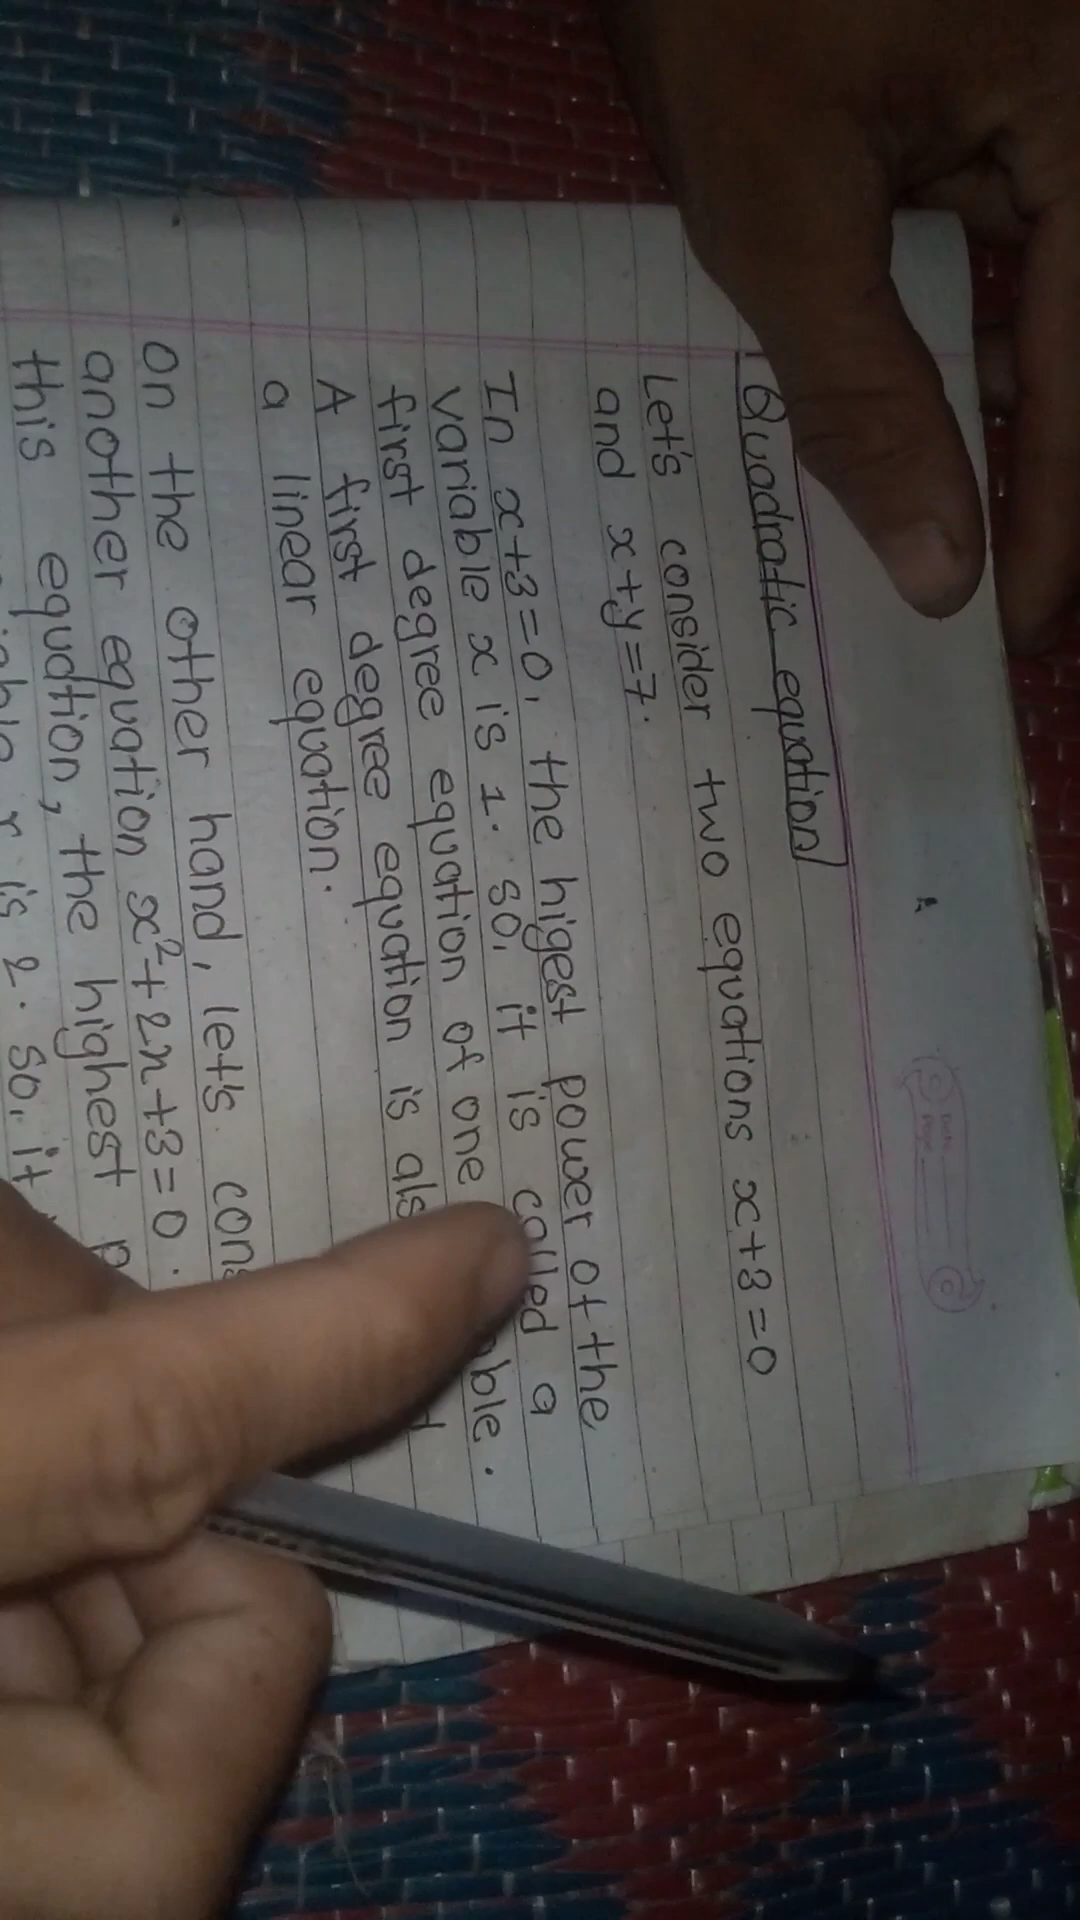 Quadratic equation
Let's consider two equations x+3=0
and x+y=7.
In x+3=0, the higest power of the
variable x is 1. so, it is called a
first degree equation of one
A first degree equation is
a linear equation.
on the other hand, let's
another equation x²+2x+3=0.
this equation, the highest
is 2. So, it